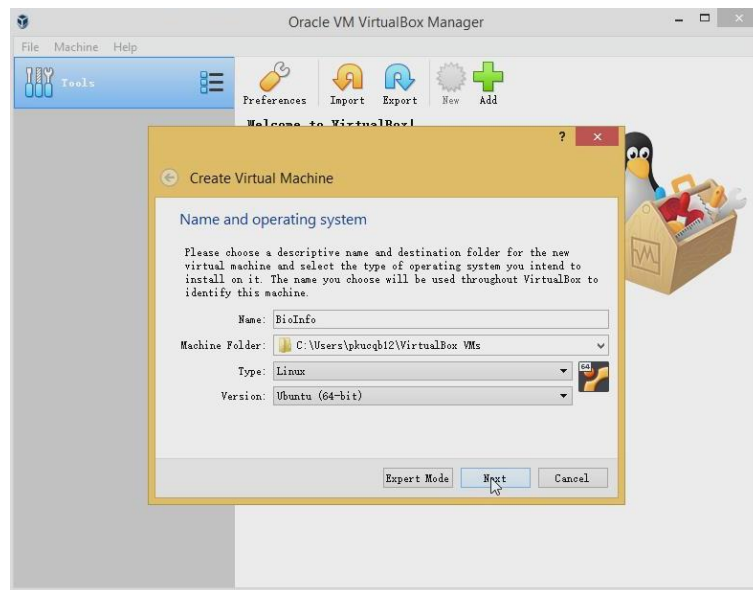 Oracle VM VirtualBox Manager
File Machine Help
Tools
Preferences Import Export New Add
Welcome to VirtualBox!
? ×
Create Virtual Machine
Name and operating system
Please choose a descriptive name and destination folder for the new
virtual machine and select the type of operating system you intend to
install on it. The name you choose will be used throughout VirtualBox to
identify this machine.
Name: BioInfo
Machine Folder: C:\Users\pkucqb12\VirtualBox VMs
Type: Linux
64
Version: Ubuntu (64-bit)
Expert Mode Next Cancel